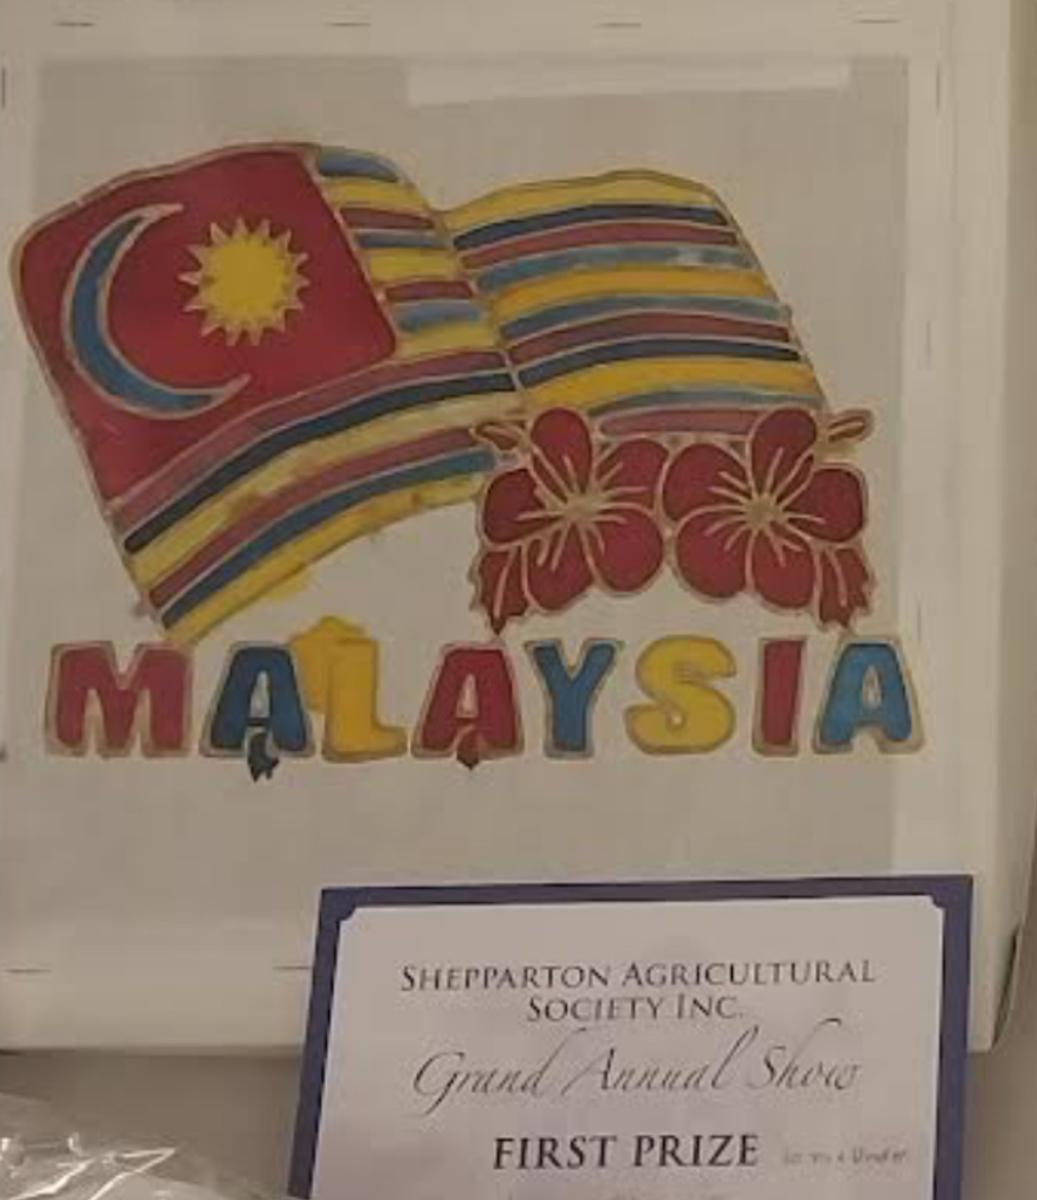 MALAYSIA
SHEPPARTON AGRICULTURAL
SOCIETY INC.
Grand Annual Show
FIRST PRIZE